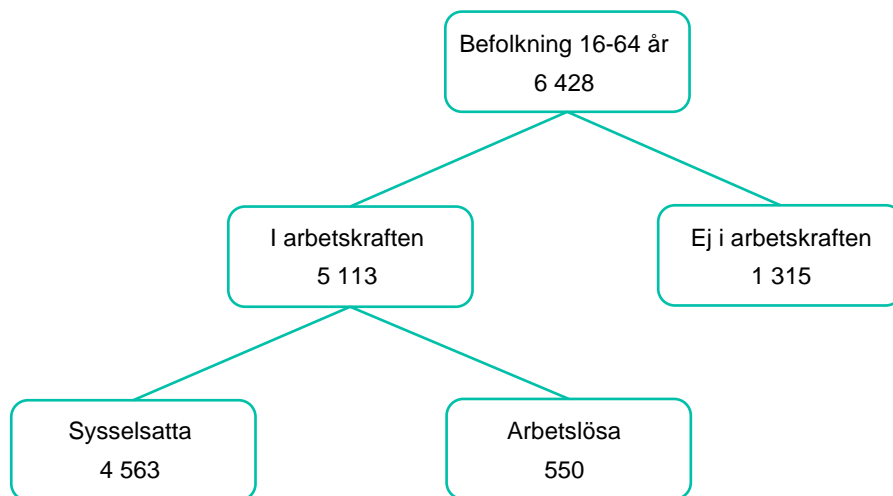 Befolkning 16-64 år
6 428
I arbetskraften
5 113
Ej i arbetskraften
1 315
Sysselsatta
4 563
Arbetslösa
550